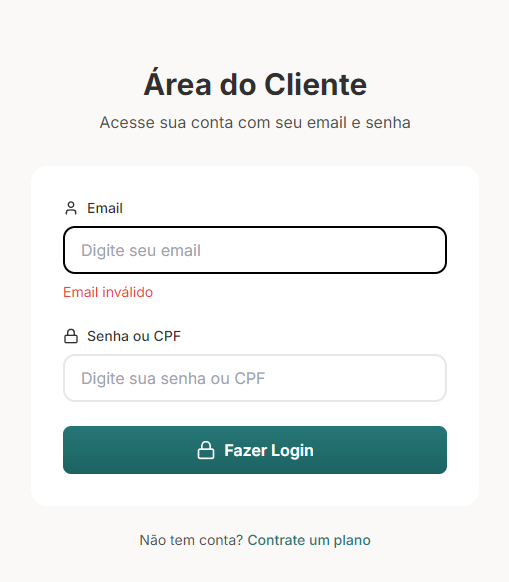 Área do Cliente
Acesse sua conta com seu email e senha
Email
Digite seu email
Email inválido
Senha ou CPF
Digite sua senha ou CPF
Fazer Login
Não tem conta? Contrate um plano